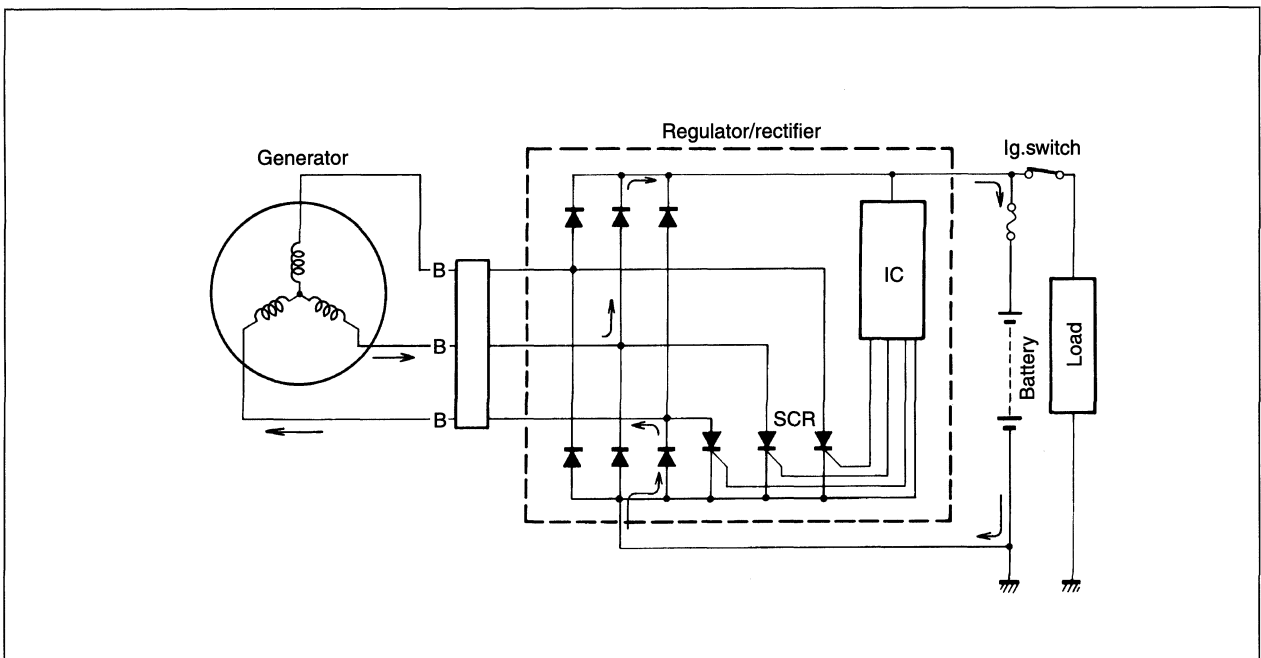 Regulator/rectifier
Ig.switch
Generator
B
IC
B
Battery
Load
B
SCR